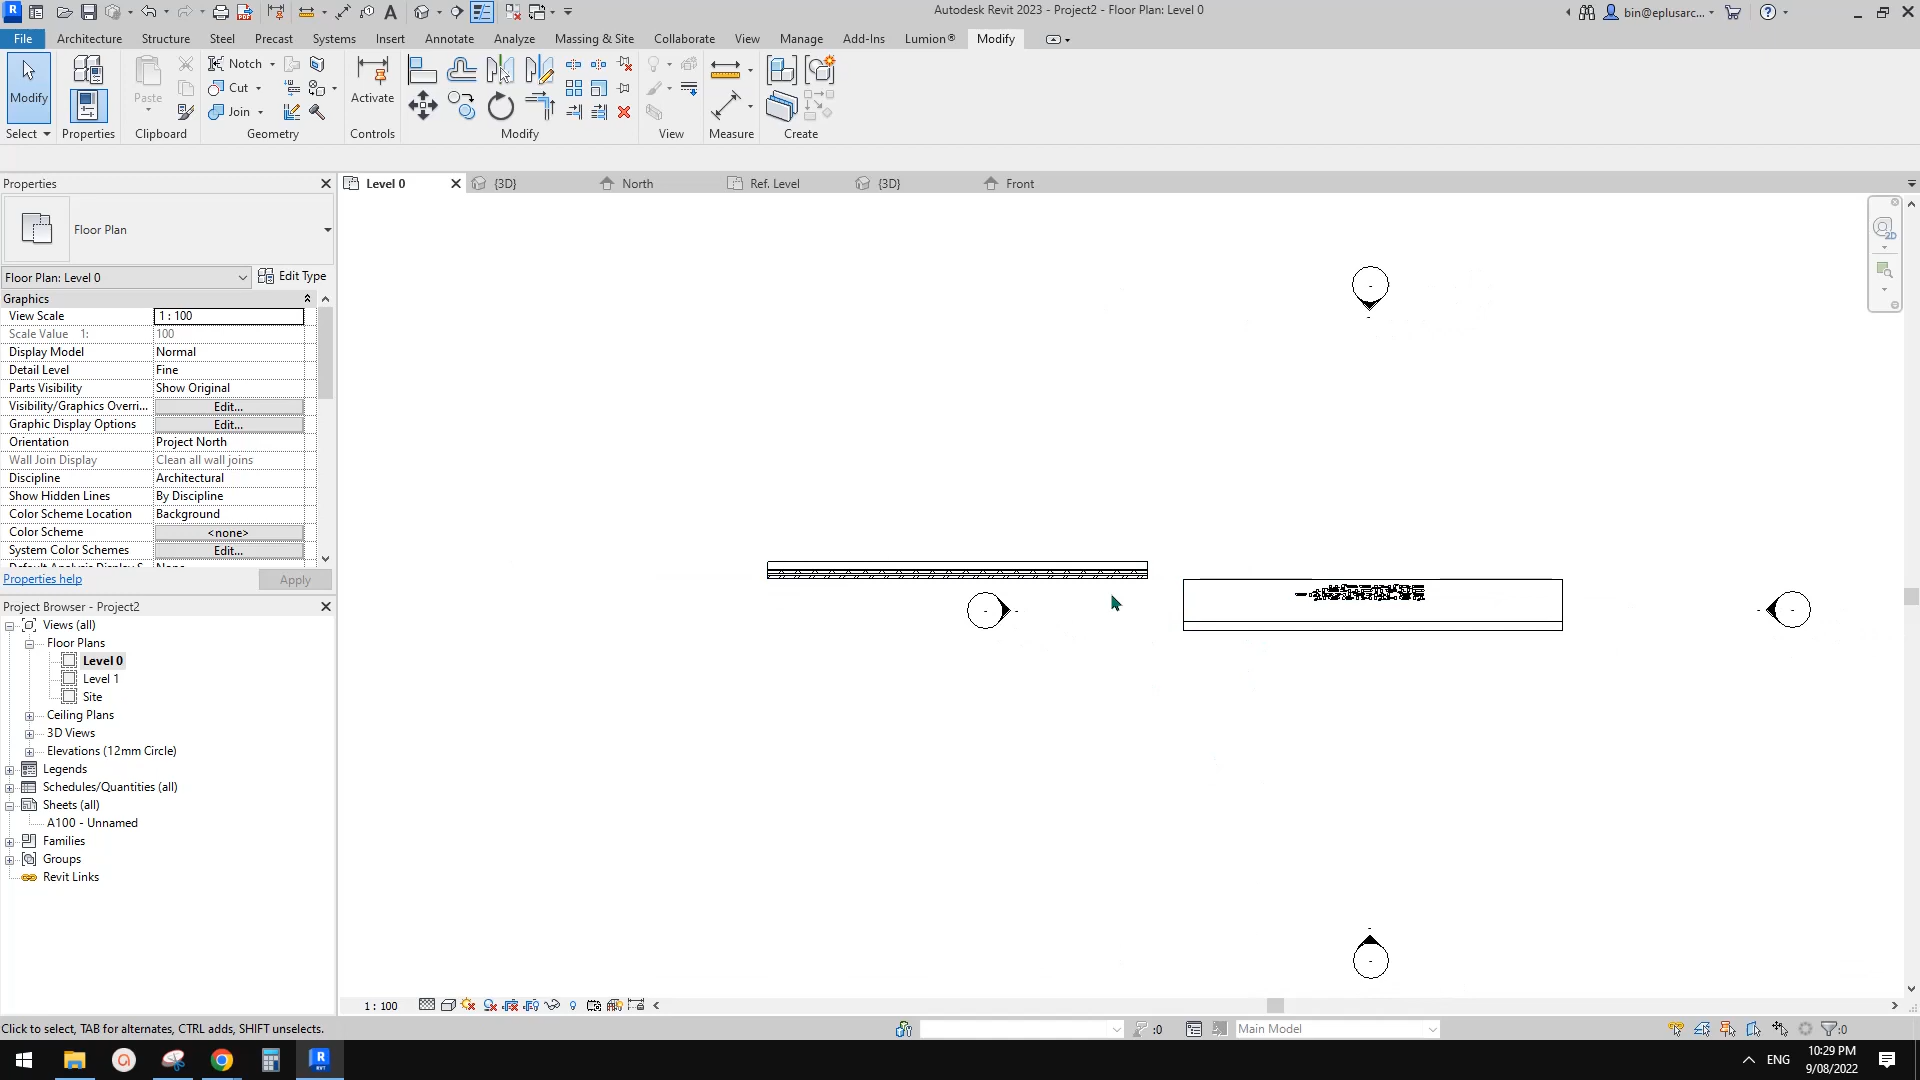 Autodesk Revit 2023 - Project2 - Floor Plan: Level 0
bin@eplusarc...
File Architecture Structure Steel Precast Systems Insert Annotate Analyze Massing & Site Collaborate View Manage Add-Ins Lumion® Modify
Notch
Cut
Join
Modify
Paste
Activate
Select Properties Clipboard Geometry Controls Modify View Measure Create
Properties
Level 0 {3D} North Ref. Level {3D} Front
Floor Plan
Floor Plan: Level 0 Edit Type
Graphics
View Scale 1 : 100
Scale Value 1: 100
Display Model Normal
Detail Level Fine
Parts Visibility Show Original
Visibility/Graphics Overri... Edit...
Graphic Display Options Edit...
Orientation Project North
Wall Join Display Clean all wall joins
Discipline Architectural
Show Hidden Lines By Discipline
Color Scheme Location Background
Color Scheme <none>
System Color Schemes Edit...
Properties help Apply
Project Browser - Project2
Views (all)
Floor Plans
Level 0
Level 1
Site
Ceiling Plans
3D Views
Elevations (12mm Circle)
Legends
Schedules/Quantities (all)
Sheets (all)
A100 - Unnamed
Families
Groups
Revit Links
2D
1 : 100
Click to select, TAB for alternates, CTRL adds, SHIFT unselects.
:0
Main Model
:0
ENG
10:29 PM
9/08/2022